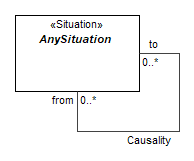 «Situation»
AnySituation
to
0..*
from
0..*
Causality